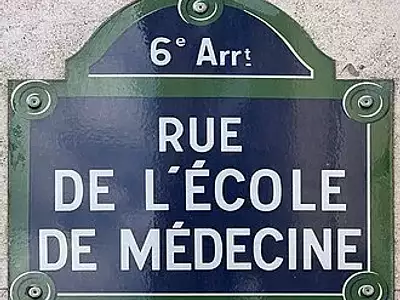 6e Arrt
RUE
DE L'ÉCOLE
DE MÉDECINE